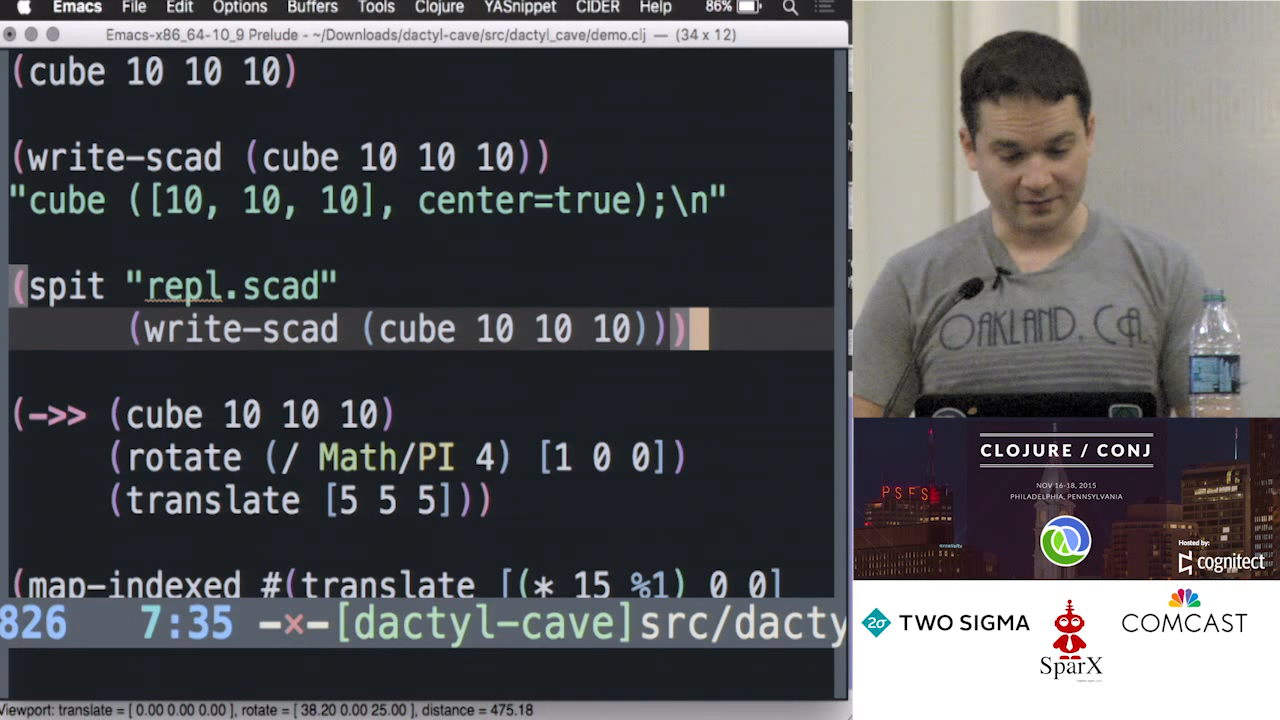 Emacs File Edit Options Buffers Tools Clojure YASnippet CIDER Help 86%
Emacs-x86_64-10_9 Prelude - ~/Downloads/dactyl-cave/src/dactyl_cave/demo.clj — (34 x 12)
(cube 10 10 10)
(write-scad (cube 10 10 10))
"cube ([10, 10, 10], center=true);\n"
(spit "repl.scad"
(write-scad (cube 10 10 10)))
(->> (cube 10 10 10)
(rotate (/ Math/PI 4) [1 0 0])
(translate [5 5 5]))
(map-indexed #(translate [(* 15 %1) 0 0]
826 7:35 -×-[dactyl-cave]src/dacty
Viewport: translate = [ 0.00 0.00 0.00 ], rotate = [ 38.20 0.00 25.00 ], distance = 475.18
OAKLAND, CA.
CLOJURE / CONJ
NOV 16-18, 2015
PHILADELPHIA, PENNSYLVANIA
PSFS
Hosted by:
cognitect
2σ TWO SIGMA
SparX
COMCAST